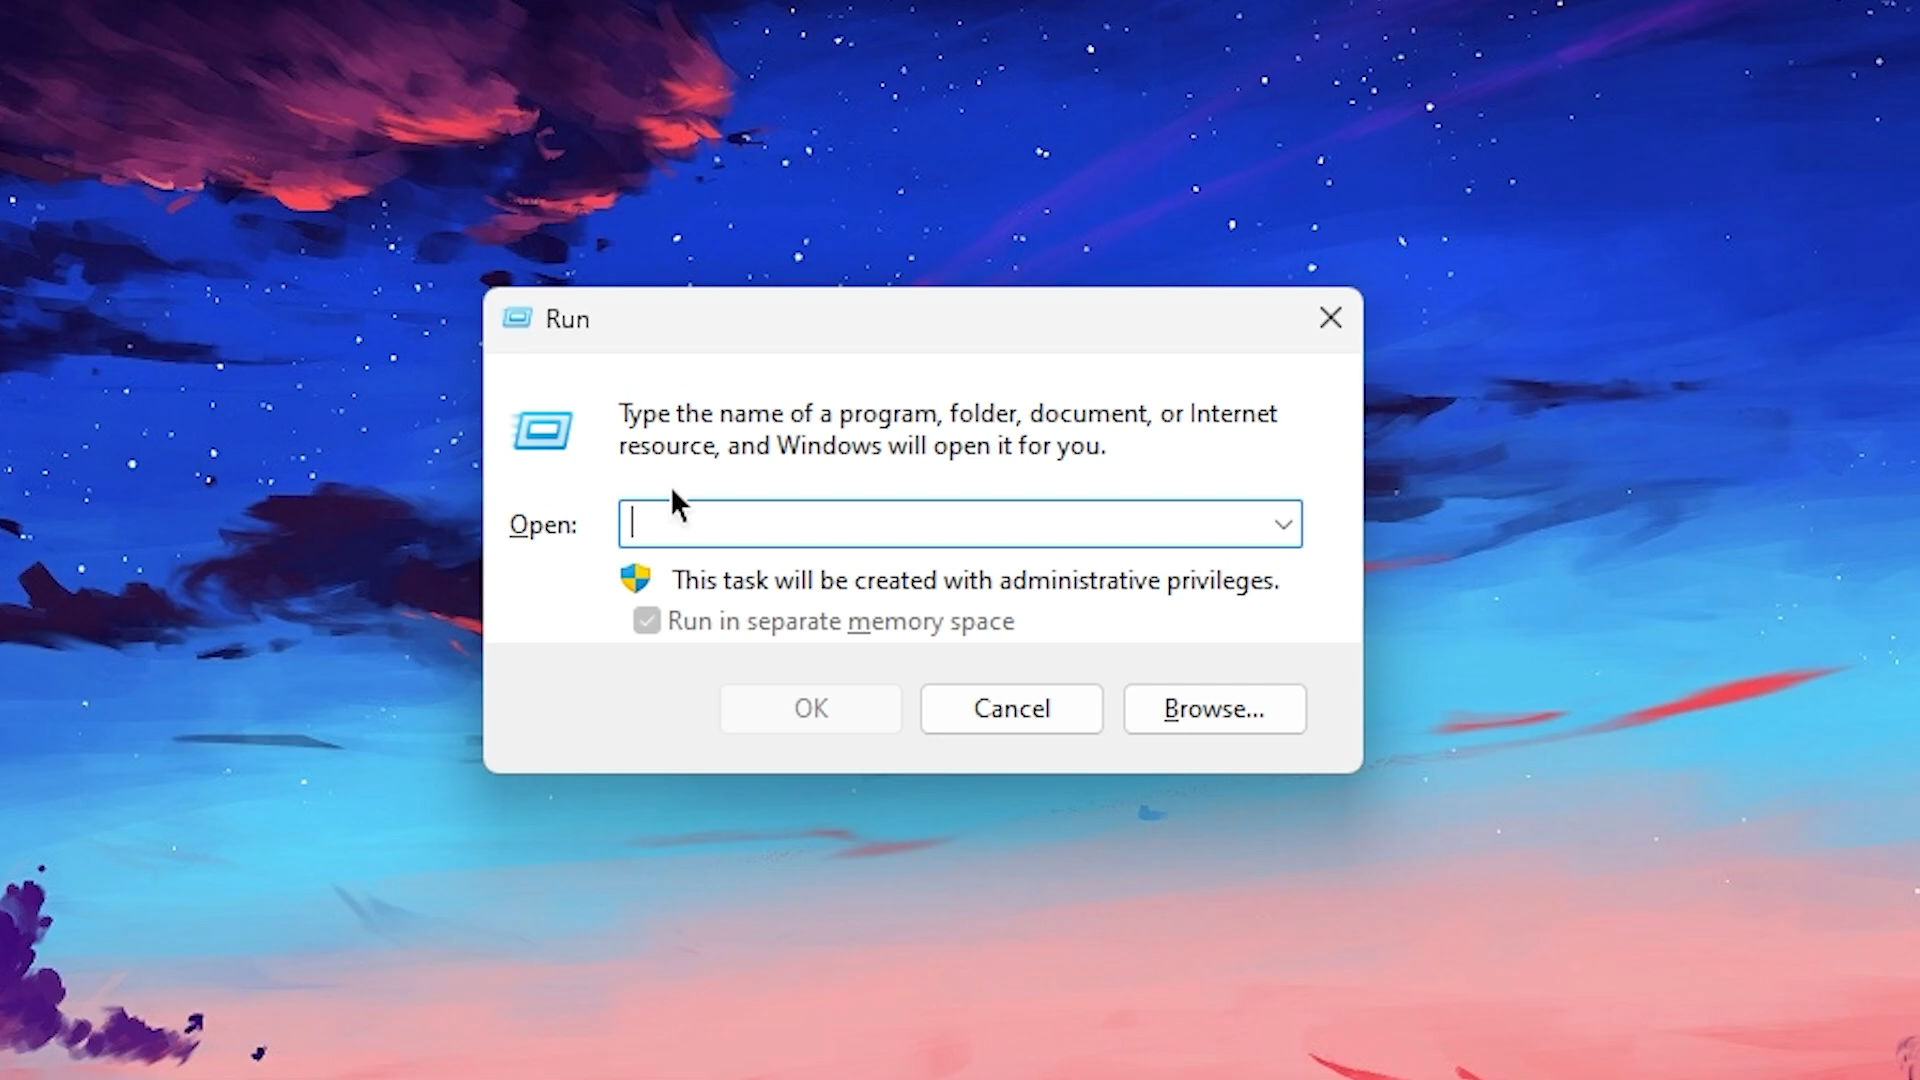 Run
Type the name of a program, folder, document, or Internet
resource, and Windows will open it for you.
Open:
This task will be created with administrative privileges.
Run in separate memory space
OK
Cancel
Browse...